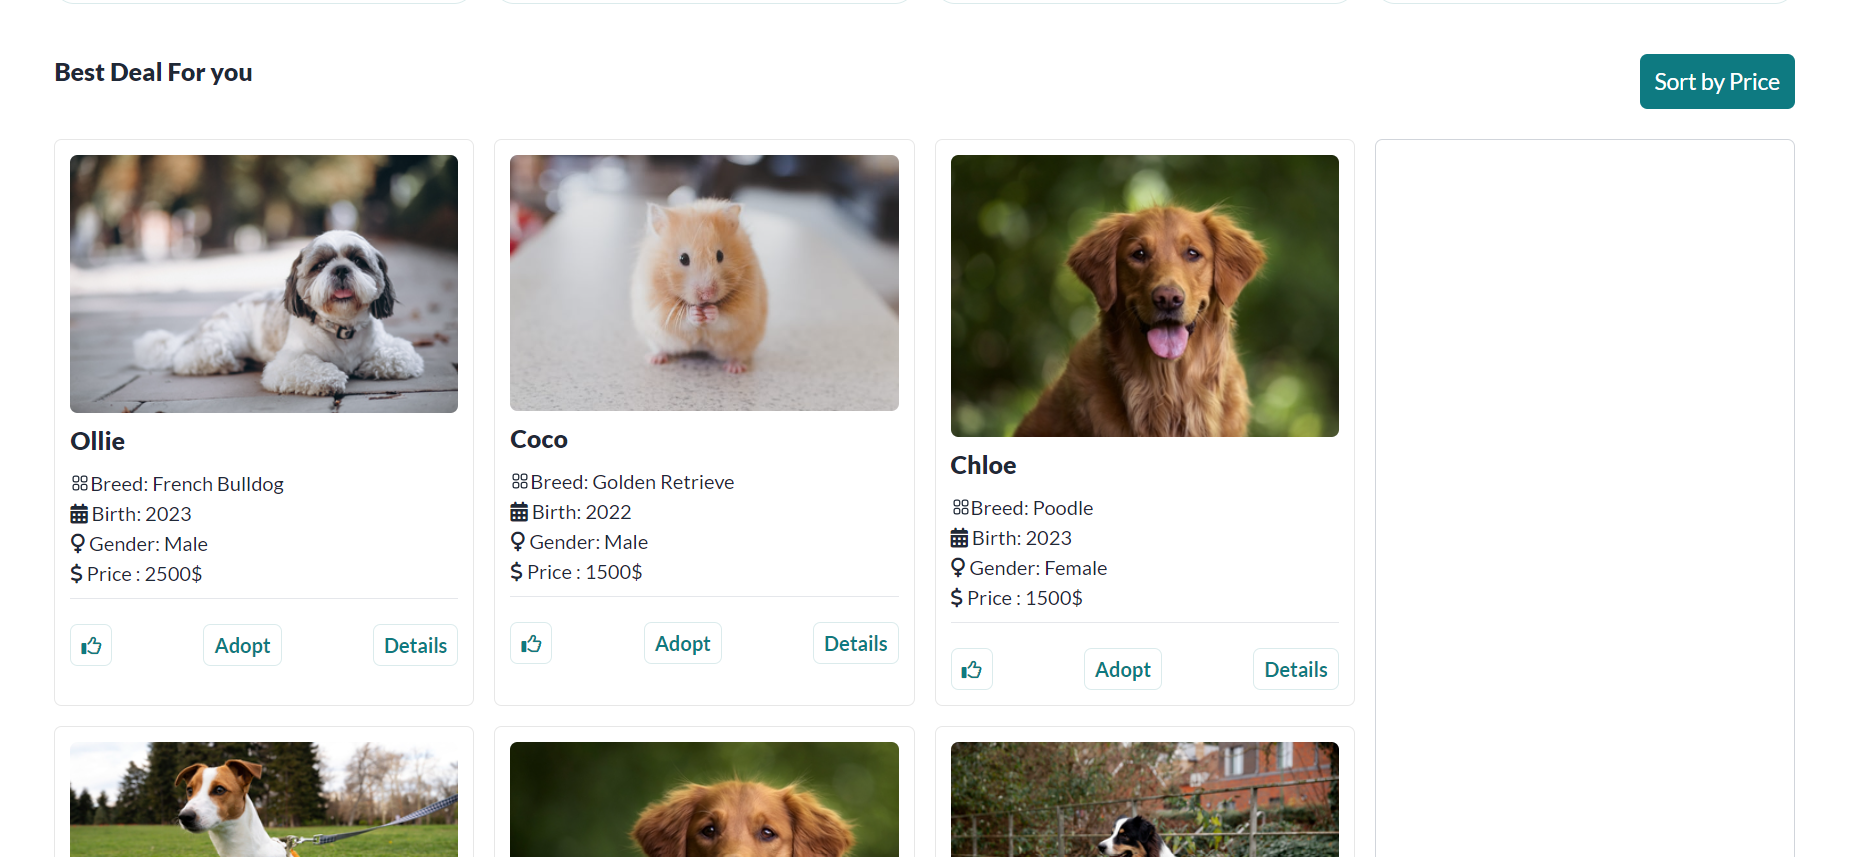 Best Deal For you
Sort by Price
Ollie
Breed: French Bulldog
Birth: 2023
Gender: Male
Price : 2500$
Adopt
Details
Coco
Breed: Golden Retrieve
Birth: 2022
Gender: Male
Price : 1500$
Adopt
Details
Chloe
Breed: Poodle
Birth: 2023
Gender: Female
Price : 1500$
Adopt
Details